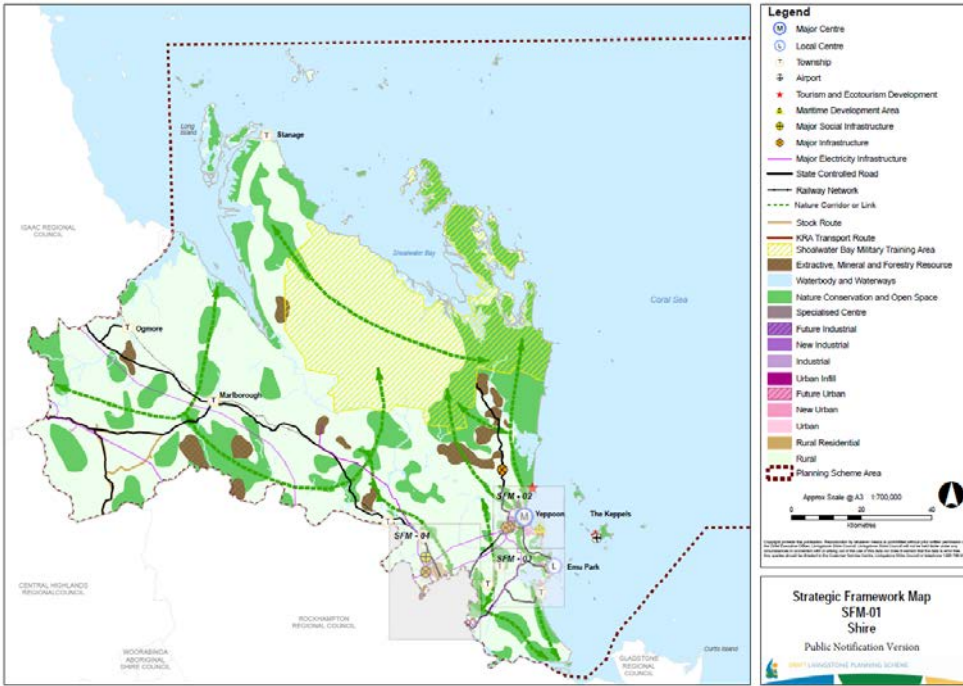 Stanage
Long Island
ISAAC REGIONAL COUNCIL
Shoalwater Bay
Coral Sea
Ogmore
Marlborough
SFM - 02
Yeppoon
The Keppels
SFM - 04
SFM - 03
Emu Park
CENTRAL HIGHLANDS REGIONAL COUNCIL
ROCKHAMPTON REGIONAL COUNCIL
WOORABINDA ABORIGINAL SHIRE COUNCIL
GLADSTONE REGIONAL COUNCIL
Curtis Island
Legend
M Major Centre
L Local Centre
T Township
Airport
Tourism and Ecotourism Development
Maritime Development Area
Major Social Infrastructure
Major Infrastructure
Major Electricity Infrastructure
State Controlled Road
Railway Network
Nature Corridor or Link
Stock Route
KRA Transport Route
Shoalwater Bay Military Training Area
Extractive, Mineral and Forestry Resource
Waterbody and Waterways
Nature Conservation and Open Space
Specialised Centre
Future Industrial
New Industrial
Industrial
Urban Infill
Future Urban
New Urban
Urban
Rural Residential
Rural
Planning Scheme Area
Approx Scale @ A3 1:700,000
0 20 40
Kilometres
Strategic Framework Map
SFM-01
Shire
Public Notification Version
DRAFT LIVINGSTONE PLANNING SCHEME